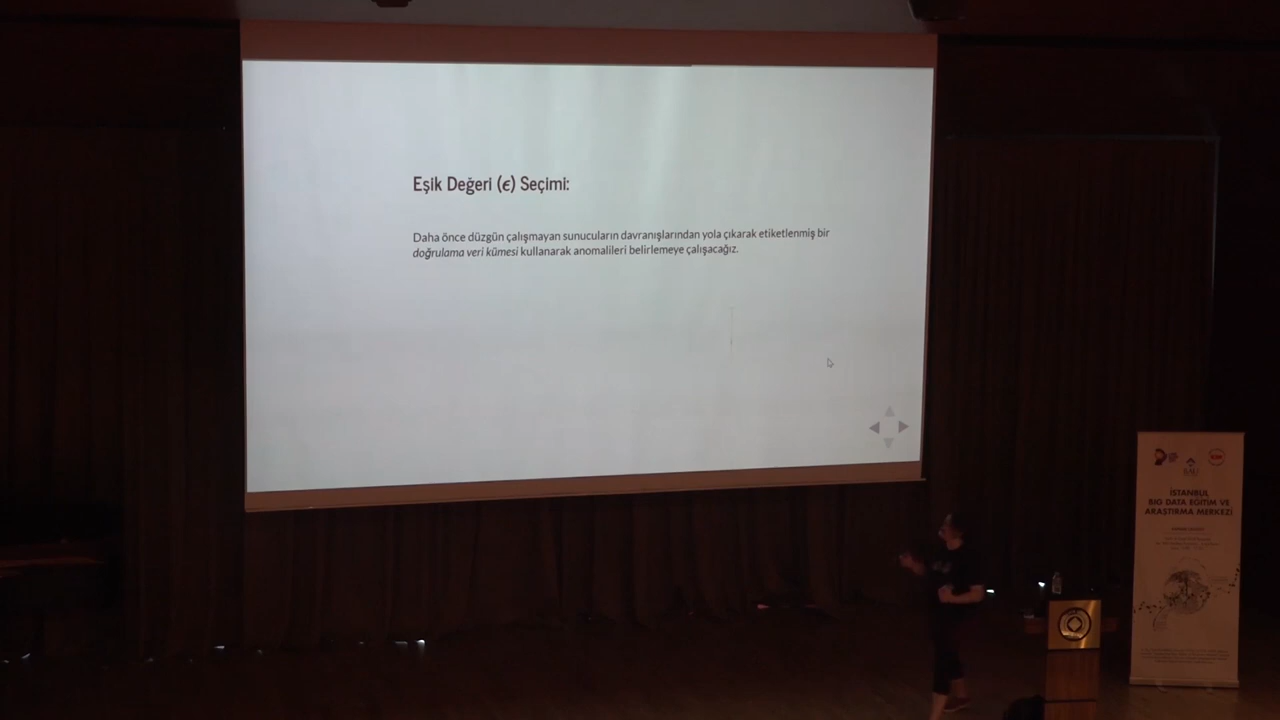 Eşik Değeri (ϵ) Seçimi:
Daha önce düzgün çalışmayan sunucuların davranışlarından yola çıkarak etiketlenmiş bir
doğrulama veri kümesi kullanarak anomalileri belirlemeye çalışacağız.
İSTANBUL
BIG DATA EĞİTİM VE
ARAŞTIRMA MERKEZİ